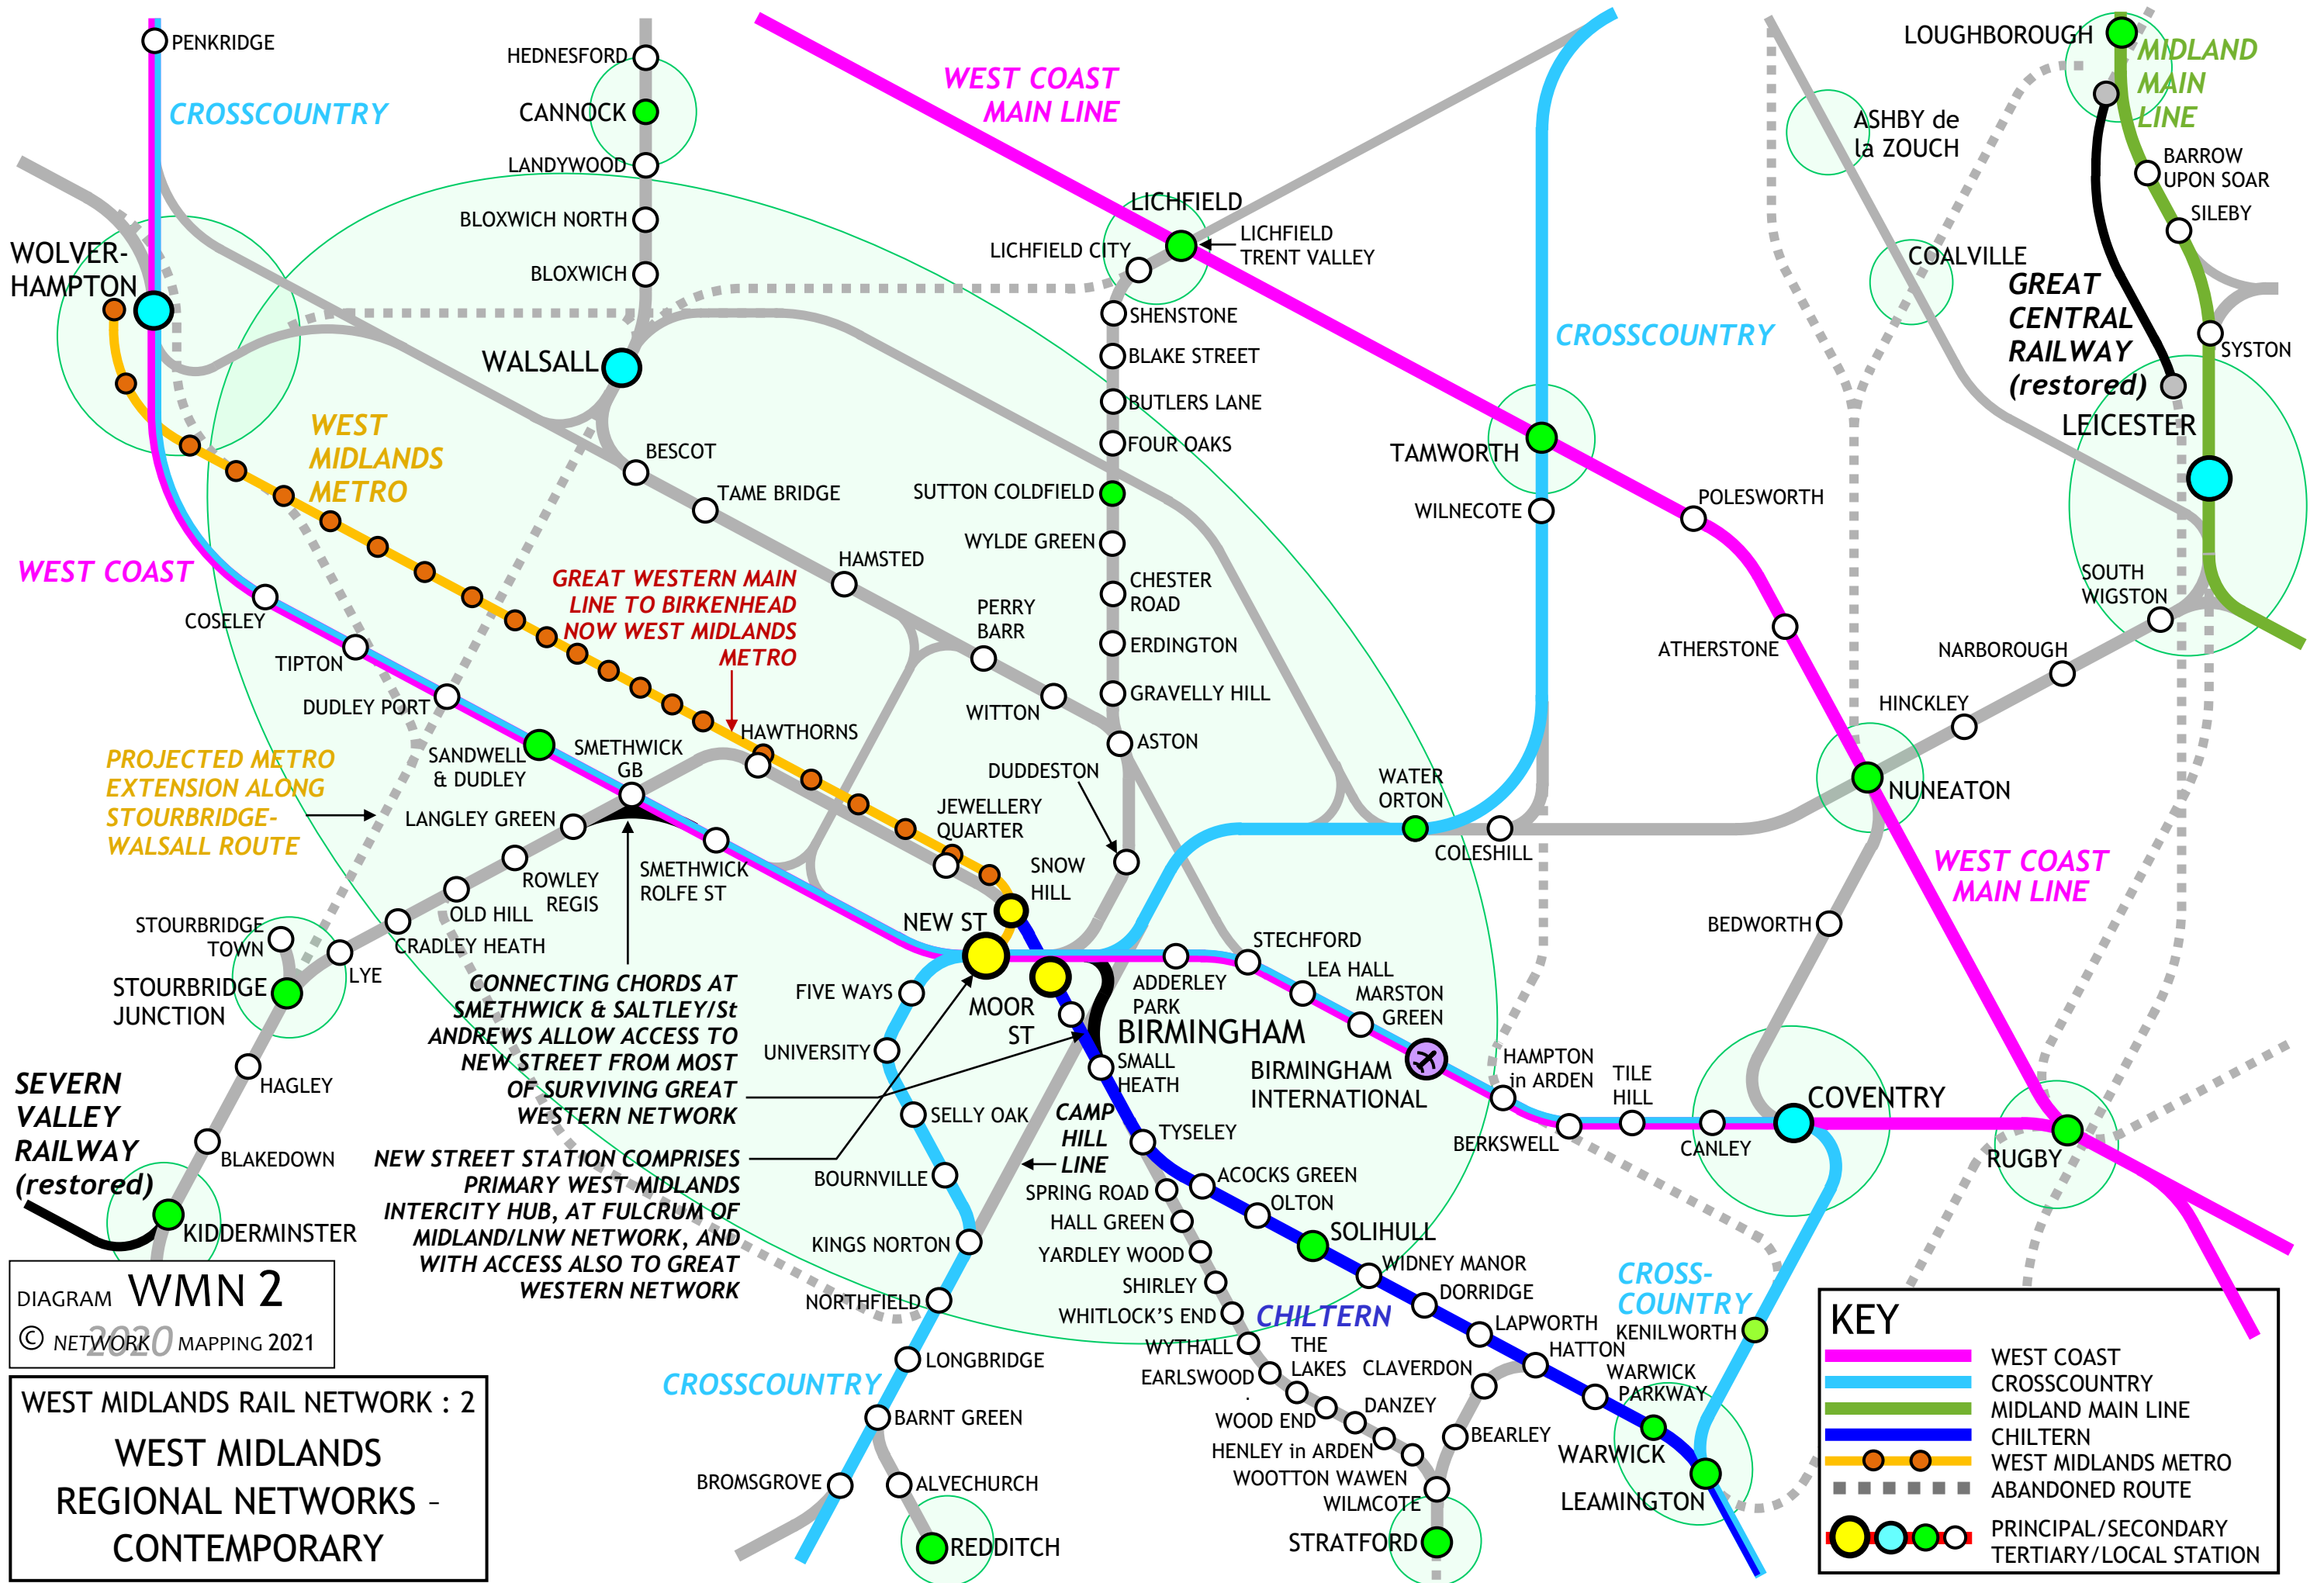 PENKRIDGE
CROSSCOUNTRY
HEDNESFORD
CANNOCK
LANDYWOOD
BLOXWICH NORTH
BLOXWICH
WALSALL
WOLVER-
HAMPTON
WEST COAST
MAIN LINE
LICHFIELD
LICHFIELD CITY
LICHFIELD
TRENT VALLEY
SHENSTONE
BLAKE STREET
BUTLERS LANE
FOUR OAKS
SUTTON COLDFIELD
WYLDE GREEN
CHESTER
ROAD
ERDINGTON
GRAVELLY HILL
ASTON
DUDDESTON
CROSSCOUNTRY
TAMWORTH
WILNECOTE
POLESWORTH
ATHERSTONE
LOUGHBOROUGH
MIDLAND
MAIN
LINE
ASHBY de
la ZOUCH
BARROW
UPON SOAR
SILEBY
COALVILLE
GREAT
CENTRAL
RAILWAY
(restored)
SYSTON
LEICESTER
SOUTH
WIGSTON
NARBOROUGH
HINCKLEY
NUNEATON
WEST COAST
MAIN LINE
BEDWORTH
WATER
ORTON
COLESHILL
WEST
MIDLANDS
METRO
BESCOT
TAME BRIDGE
HAMSTED
PERRY
BARR
WITTON
WEST COAST
COSELEY
TIPTON
DUDLEY PORT
SANDWELL
& DUDLEY
SMETHWICK
GB
SMETHWICK
ROLFE ST
GREAT WESTERN MAIN
LINE TO BIRKENHEAD
NOW WEST MIDLANDS
METRO
HAWTHORNS
JEWELLERY
QUARTER
SNOW
HILL
NEW ST
MOOR
ST
BIRMINGHAM
PROJECTED METRO
EXTENSION ALONG
STOURBRIDGE-
WALSALL ROUTE
LANGLEY GREEN
ROWLEY
REGIS
OLD HILL
CRADLEY HEATH
LYE
STOURBRIDGE
TOWN
STOURBRIDGE
JUNCTION
HAGLEY
BLAKEDOWN
KIDDERMINSTER
SEVERN
VALLEY
RAILWAY
(restored)
CONNECTING CHORDS AT
SMETHWICK & SALTLEY/St
ANDREWS ALLOW ACCESS TO
NEW STREET FROM MOST
OF SURVIVING GREAT
WESTERN NETWORK
NEW STREET STATION COMPRISES
PRIMARY WEST MIDLANDS
INTERCITY HUB, AT FULCRUM OF
MIDLAND/LNW NETWORK, AND
WITH ACCESS ALSO TO GREAT
WESTERN NETWORK
FIVE WAYS
UNIVERSITY
SELLY OAK
BOURNVILLE
KINGS NORTON
NORTHFIELD
LONGBRIDGE
BARNT GREEN
BROMSGROVE
ALVECHURCH
REDDITCH
CROSSCOUNTRY
CAMP
HILL
LINE
ADDERLEY
PARK
STECHFORD
LEA HALL
MARSTON
GREEN
BIRMINGHAM
INTERNATIONAL
HAMPTON
in ARDEN
BERKSWELL
TILE
HILL
CANLEY
COVENTRY
RUGBY
SMALL
HEATH
TYSELEY
ACOCKS GREEN
OLTON
SOLIHULL
WIDNEY MANOR
DORRIDGE
LAPWORTH
HATTON
WARWICK
PARKWAY
WARWICK
LEAMINGTON
SPRING ROAD
HALL GREEN
YARDLEY WOOD
SHIRLEY
WHITLOCK'S END
WYTHALL
EARLSWOOD
.
THE
LAKES
WOOD END
DANZEY
HENLEY in ARDEN
WOOTTON WAWEN
WILMCOTE
STRATFORD
CLAVERDON
BEARLEY
CHILTERN
CROSS-
COUNTRY
KENILWORTH
DIAGRAM WMN 2
© NETWORK 2020 MAPPING 2021
WEST MIDLANDS RAIL NETWORK : 2
WEST MIDLANDS
REGIONAL NETWORKS -
CONTEMPORARY
KEY
WEST COAST
CROSSCOUNTRY
MIDLAND MAIN LINE
CHILTERN
WEST MIDLANDS METRO
ABANDONED ROUTE
PRINCIPAL/SECONDARY
TERTIARY/LOCAL STATION